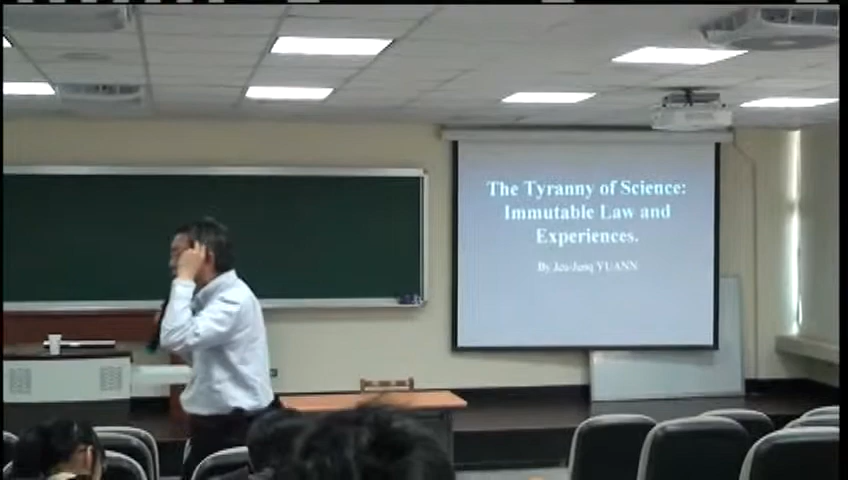 The Tyranny of Science:
Immutable Law and
Experiences.
By Jeu-Jenq YUANN